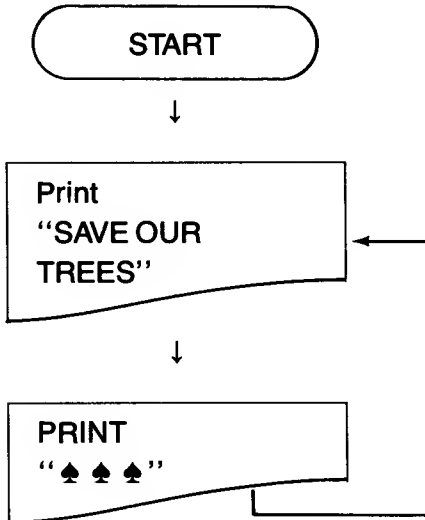 START
Print
‘‘SAVE OUR
TREES’’
PRINT
‘‘♠ ♠ ♠’’